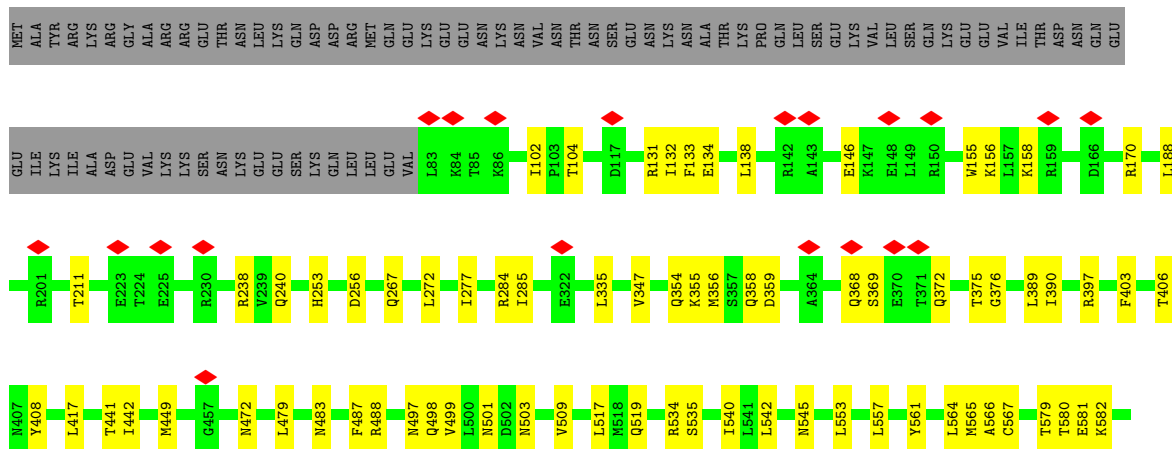 MET ALA TYR ARG LYS ARG GLY ALA ARG ARG GLU THR ASN LEU LYS GLN ASP ASP ARG MET GLN GLU LYS GLU GLU ASN LYS ASN VAL ASN THR ASN SER GLU ASN LYS ASN ALA THR LYS PRO GLN LEU SER GLU LYS VAL LEU SER GLN LYS GLU GLU VAL ILE THR ASP ASN GLN GLU
GLU ILE LYS ILE ALA ASP GLU VAL LYS LYS SER ASN LYS GLU GLU SER LYS GLN LEU LEU GLU VAL L83 K84 T85 K86 I102 P103 T104 D117 R131 I132 F133 E134 L138 R142 A143 E146 K147 E148 L149 R150 W155 K156 L157 K158 R159 D166 R170 L188
R201 T211 E223 T224 E225 R230 R238 V239 Q240 H253 D256 Q267 L272 I277 R284 I285 E322 L335 V347 Q354 K355 M356 S357 Q358 D359 A364 Q368 S369 E370 T371 Q372 T375 G376 L389 I390 R397 F403 T406
N407 Y408 L417 T441 I442 M449 G457 N472 L479 N483 F487 R488 N497 Q498 V499 L500 N501 D502 N503 V509 L517 M518 Q519 R534 S535 I540 L541 L542 N545 L553 L557 Y561 L564 M565 A566 C567 T579 T580 E581 K582